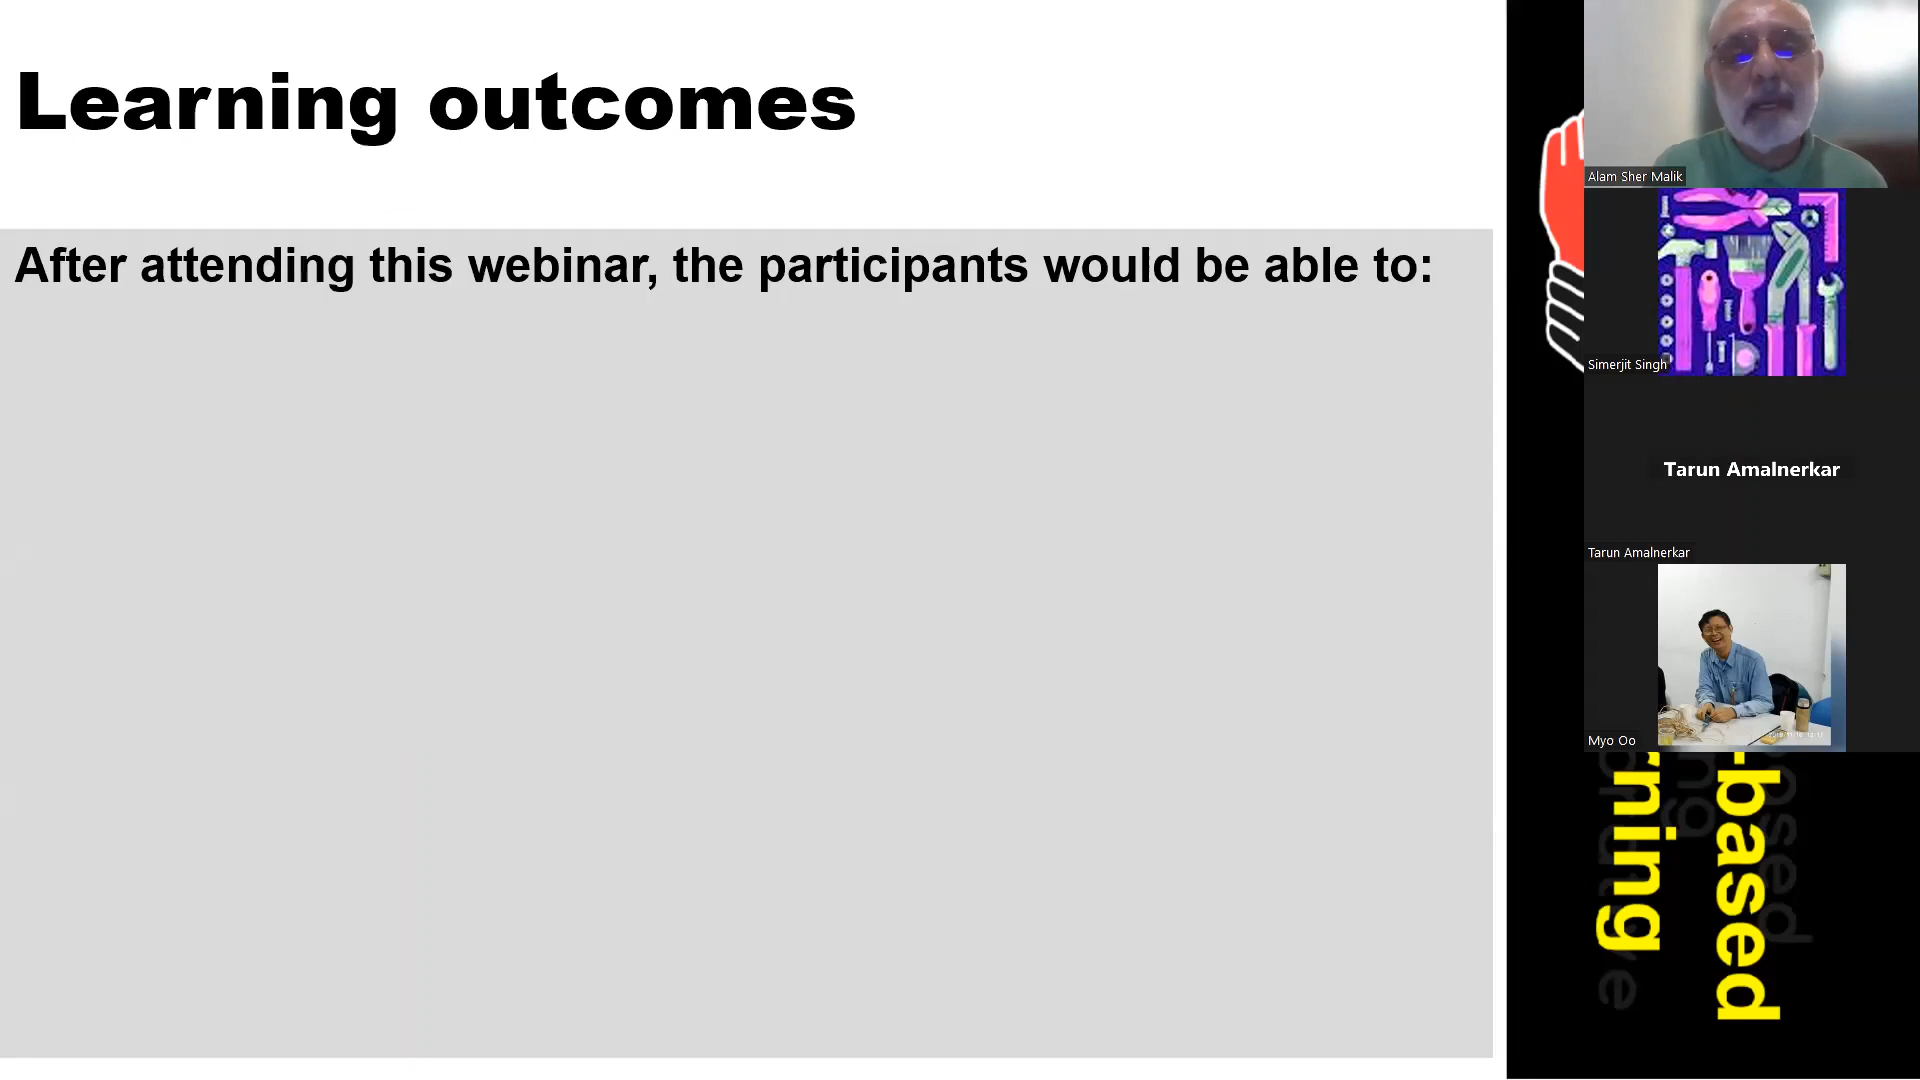 Learning outcomes
After attending this webinar, the participants would be able to:
Alam Sher Malik
Simerjit Singh
Tarun Amalnerkar
Tarun Amalnerkar
Myo Oo
-based
rning